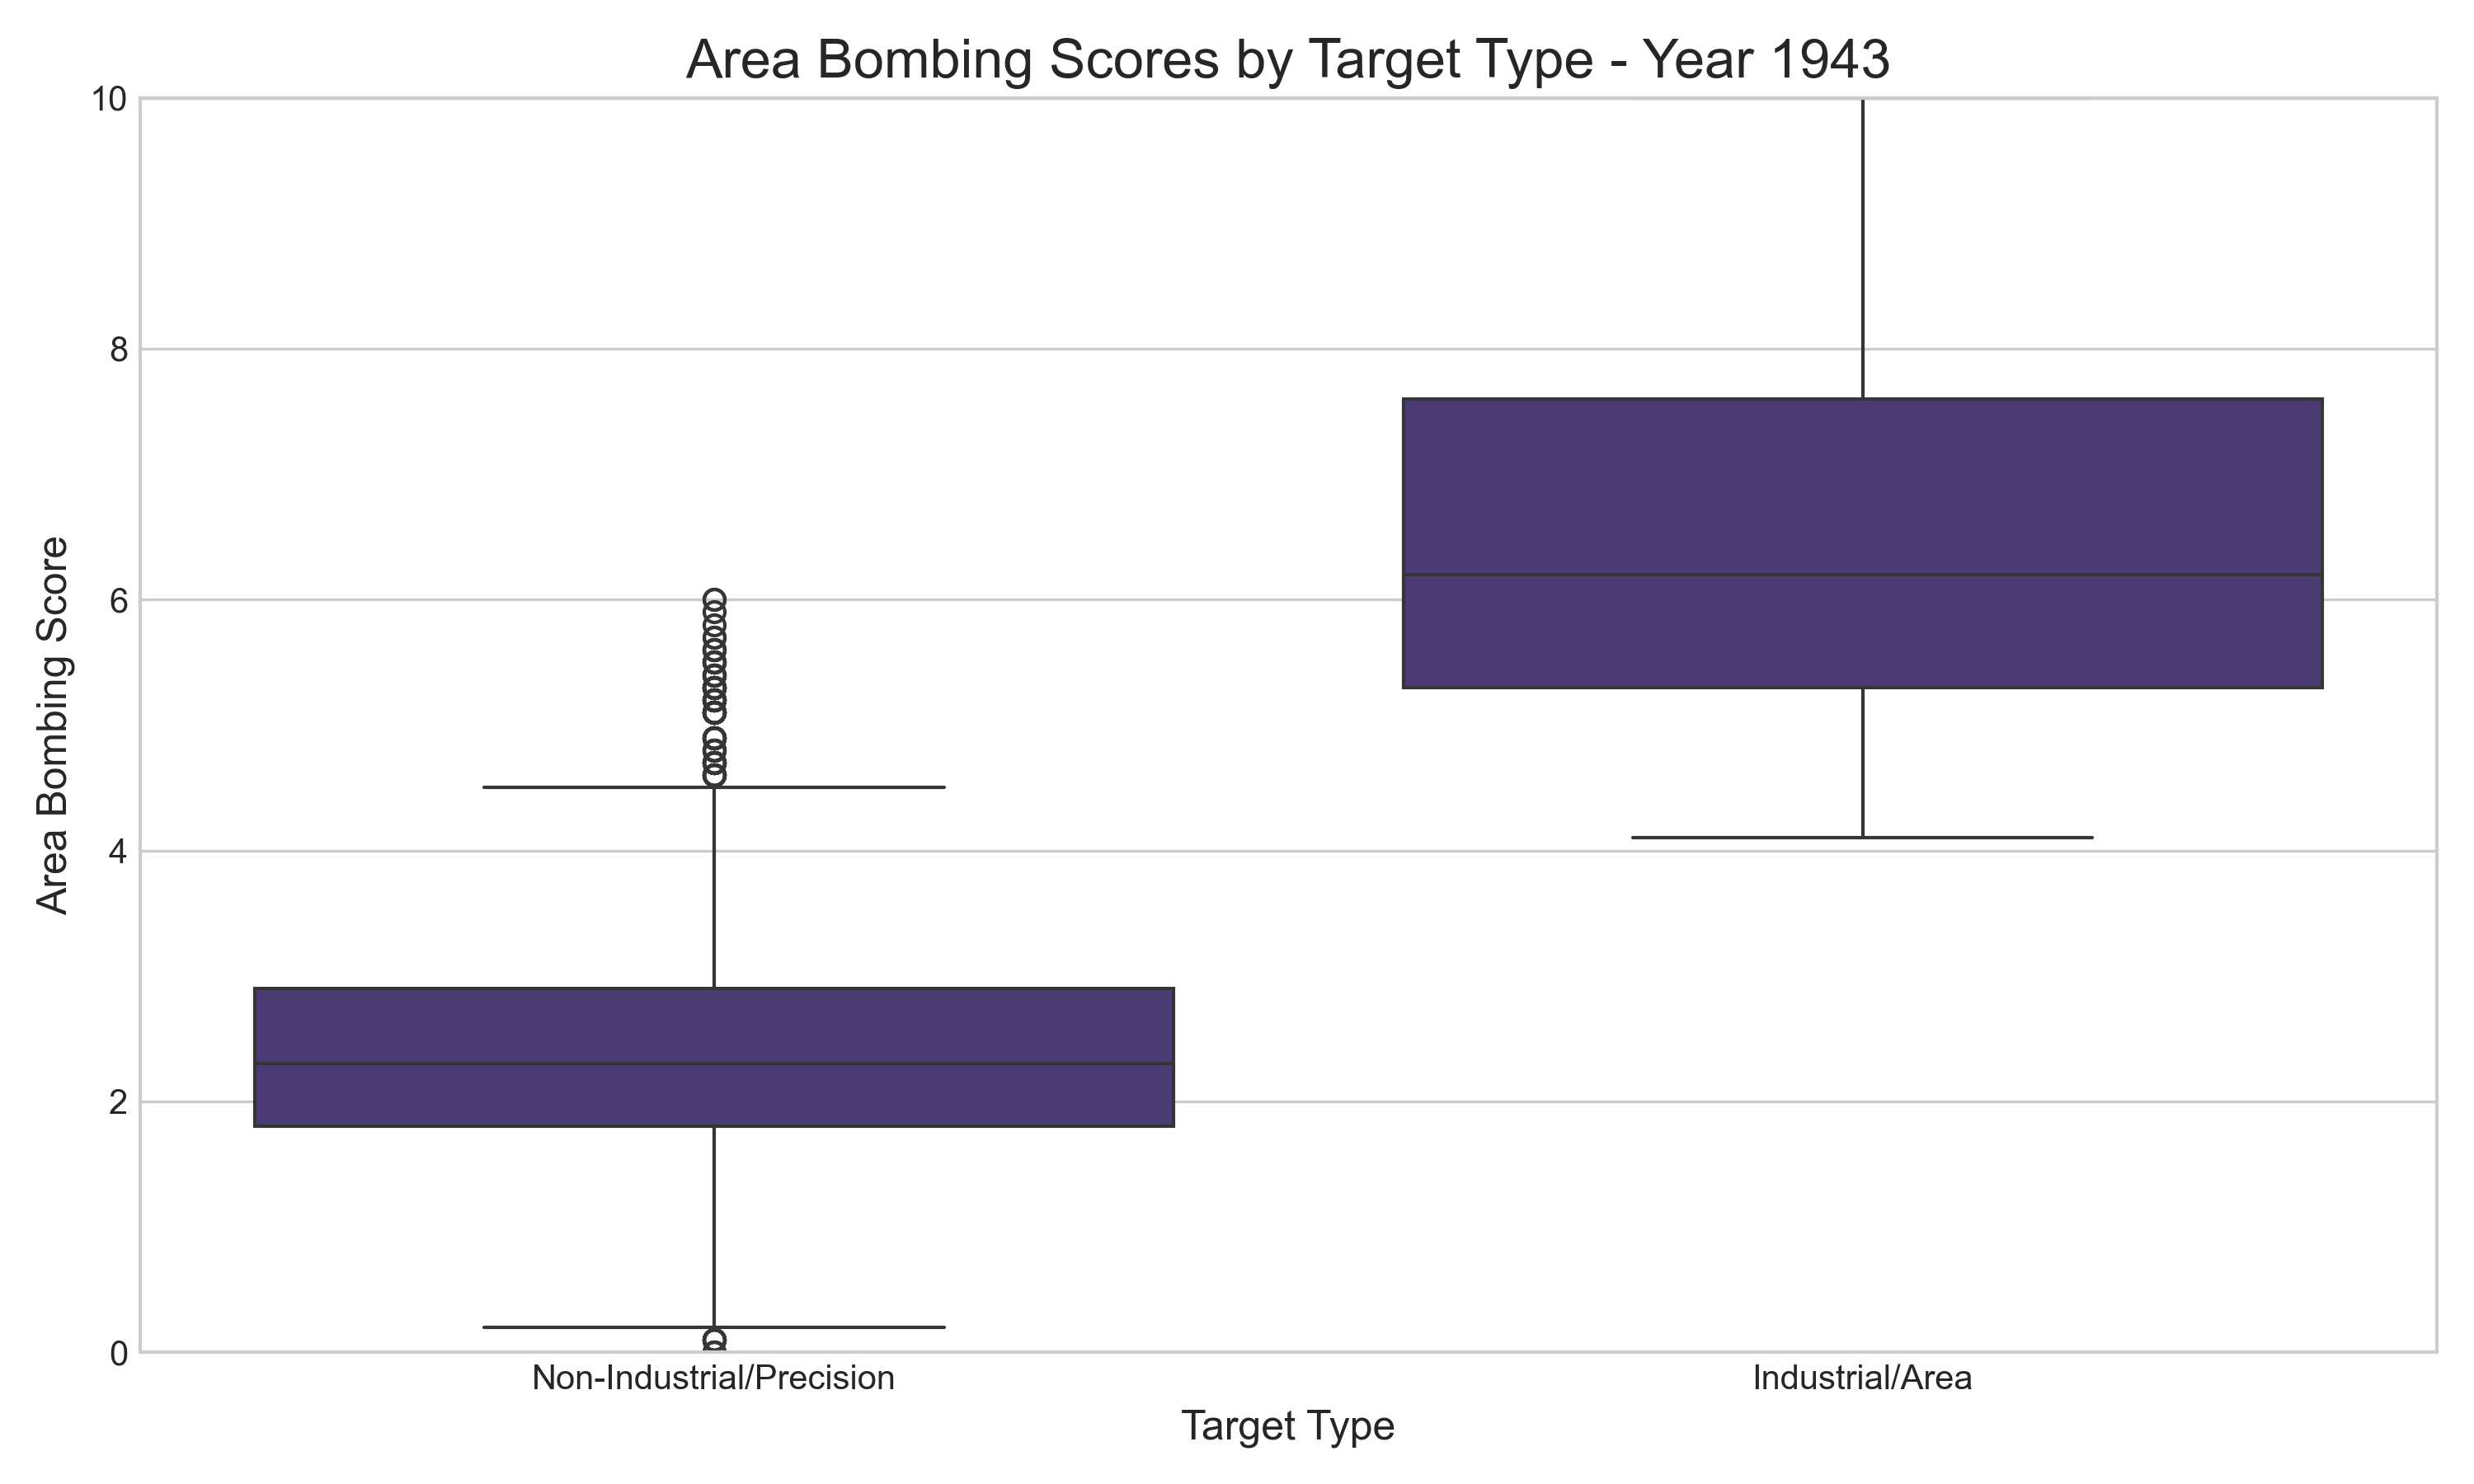 Area Bombing Scores by Target Type - Year 1943
Area Bombing Score
10
8
6
4
2
0
Non-Industrial/Precision
Industrial/Area
Target Type